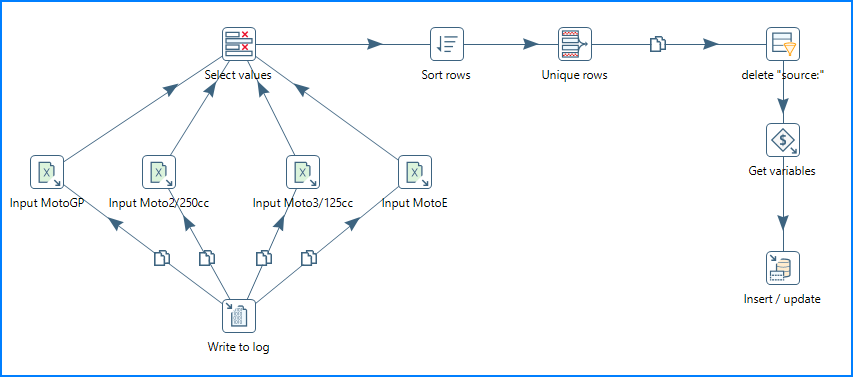 Select values
Sort rows
Unique rows
delete "source:"
Get variables
Input MotoGP
Input Moto2/250cc
Input Moto3/125cc
Input MotoE
Insert / update
Write to log